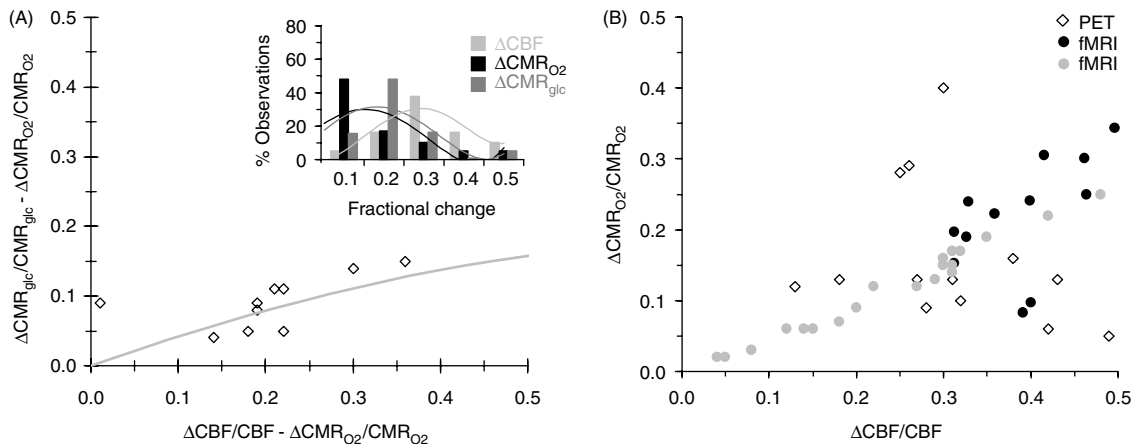 (A)
0.5
0.4
0.3
0.2
0.1
0.0
ΔCMRglc/CMRglc - ΔCMRO2/CMRO2
0.0 0.1 0.2 0.3 0.4 0.5
ΔCBF/CBF - ΔCMRO2/CMRO2
80
60
40
20
0
% Observations
ΔCBF
ΔCMRO2
ΔCMRglc
0.1 0.2 0.3 0.4 0.5
Fractional change
(B)
0.5
0.4
0.3
0.2
0.1
0.0
ΔCMRO2/CMRO2
PET
fMRI
fMRI
0.0 0.1 0.2 0.3 0.4 0.5
ΔCBF/CBF